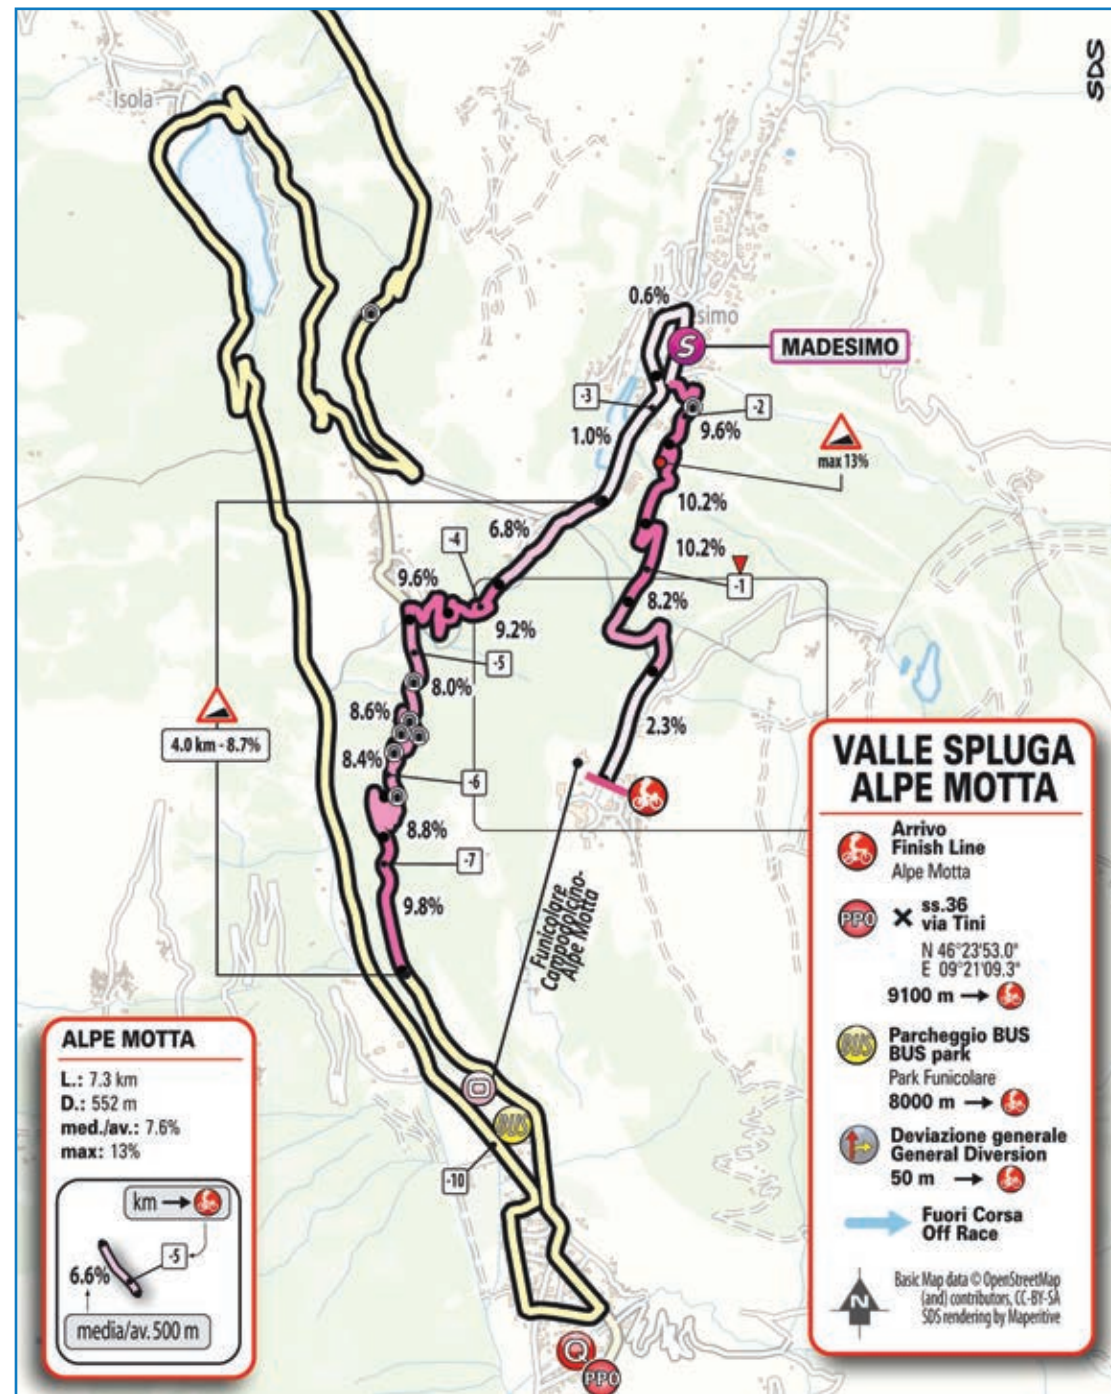 SDS
Isola
0.6%
simo
S
MADESIMO
-3
-2
1.0%
9.6%
max 13%
10.2%
6.8%
-4
10.2%
-1
9.6%
8.2%
9.2%
-5
8.0%
8.6%
2.3%
4.0 km - 8.7%
8.4%
-6
8.8%
-7
9.8%
Funicolare
Campodolcino-
Alpe Motta
BUS
-10
Q
PPO
VALLE SPLUGA
ALPE MOTTA
Arrivo
Finish Line
Alpe Motta
PPO
ss.36
via Tini
N 46°23'53.0"
E 09°21'09.3"
9100 m
BUS
Parcheggio BUS
BUS park
Park Funicolare
8000 m
Deviazione generale
General Diversion
50 m
Fuori Corsa
Off Race
N
Basic Map data © OpenStreetMap
(and) contributors, CC-BY-SA
SDS rendering by Maperitive
ALPE MOTTA
L.: 7.3 km
D.: 552 m
med./av.: 7.6%
max: 13%
km
-5
6.6%
media/av. 500 m